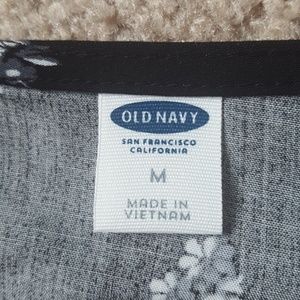 OLD NAVY
SAN FRANCISCO
CALIFORNIA
M
MADE IN
VIETNAM